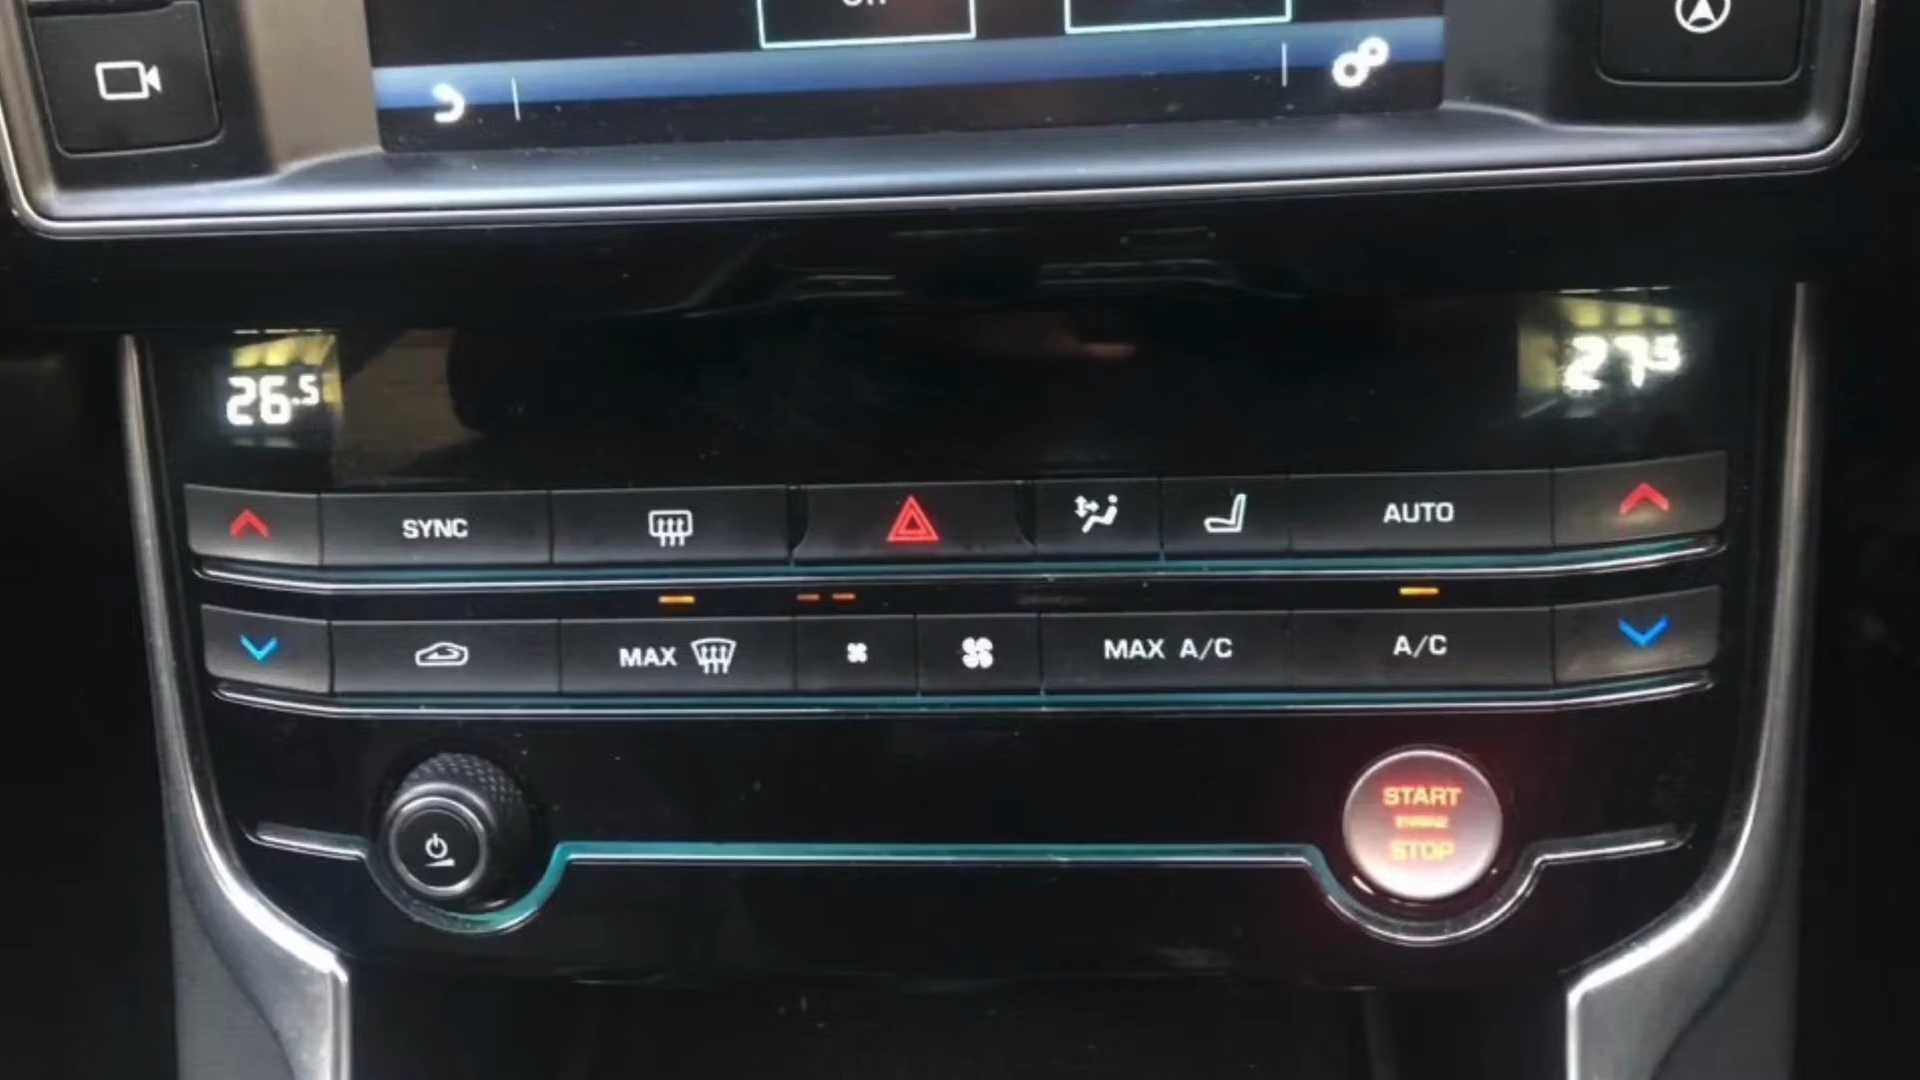 26.5
27.5
SYNC
AUTO
MAX
MAX A/C
A/C
START
ENGINE
STOP